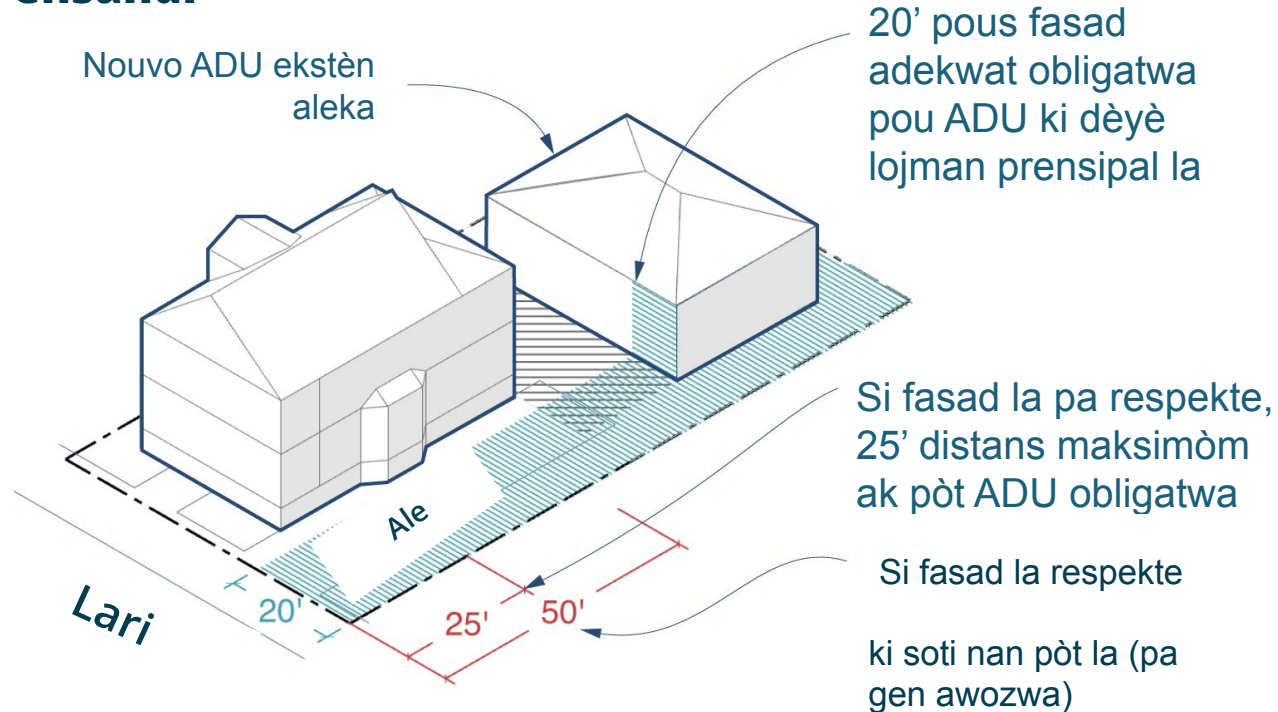 Nouvo ADU ekstèn
aleka
20’ pous fasad
adekwat obligatwa
pou ADU ki dèyè
lojman prensipal la
Si fasad la pa respekte,
25’ distans maksimòm
ak pòt ADU obligatwa
Ale
Lari
20'
25'
50'
Si fasad la respekte
ki soti nan pòt la (pa
gen awozwa)